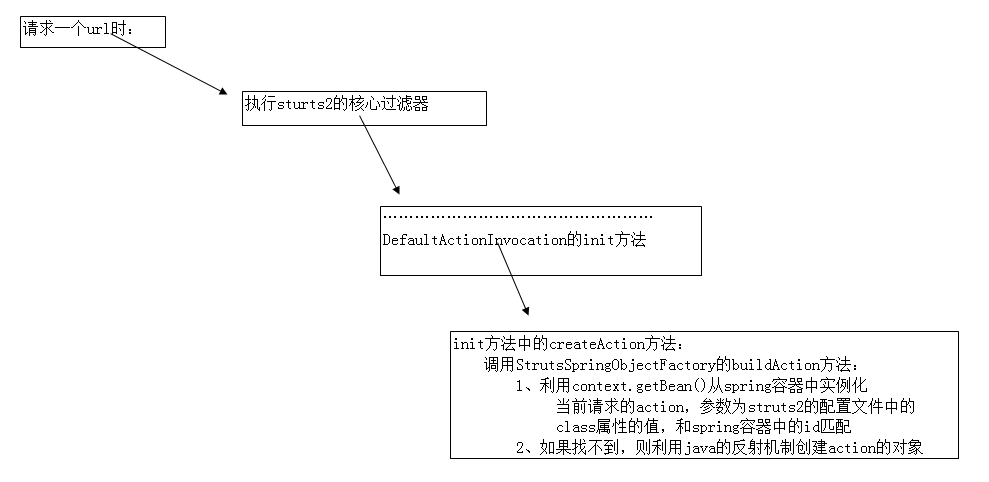 请求一个url时：
执行sturts2的核心过滤器
……………………………………………
DefaultActionInvocation的init方法
init方法中的createAction方法：
调用StrutsSpringObjectFactory的buildAction方法：
1、利用context.getBean()从spring容器中实例化
当前请求的action，参数为struts2的配置文件中的
class属性的值，和spring容器中的id匹配
2、如果找不到，则利用java的反射机制创建action的对象